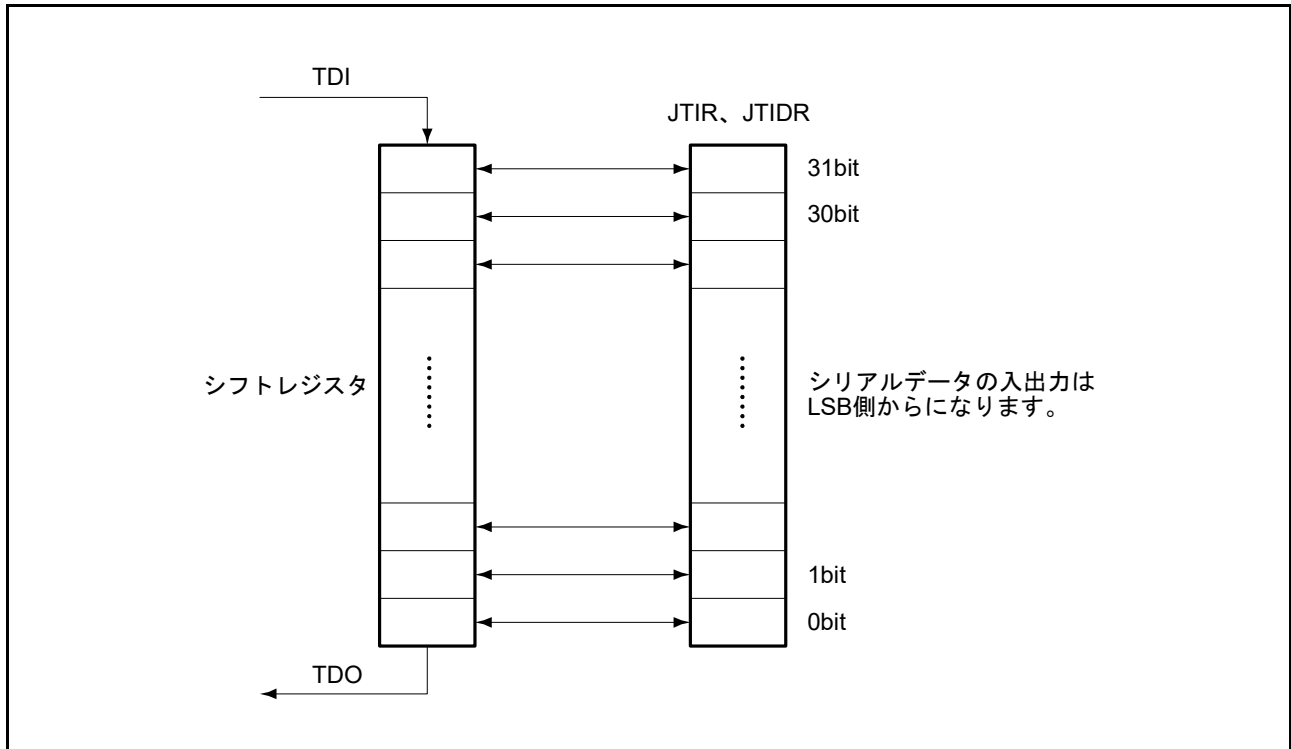 TDI
JTIR、JTIDR
31bit
30bit
シフトレジスタ
シリアルデータの入出力は
LSB側からになります。
1bit
0bit
TDO